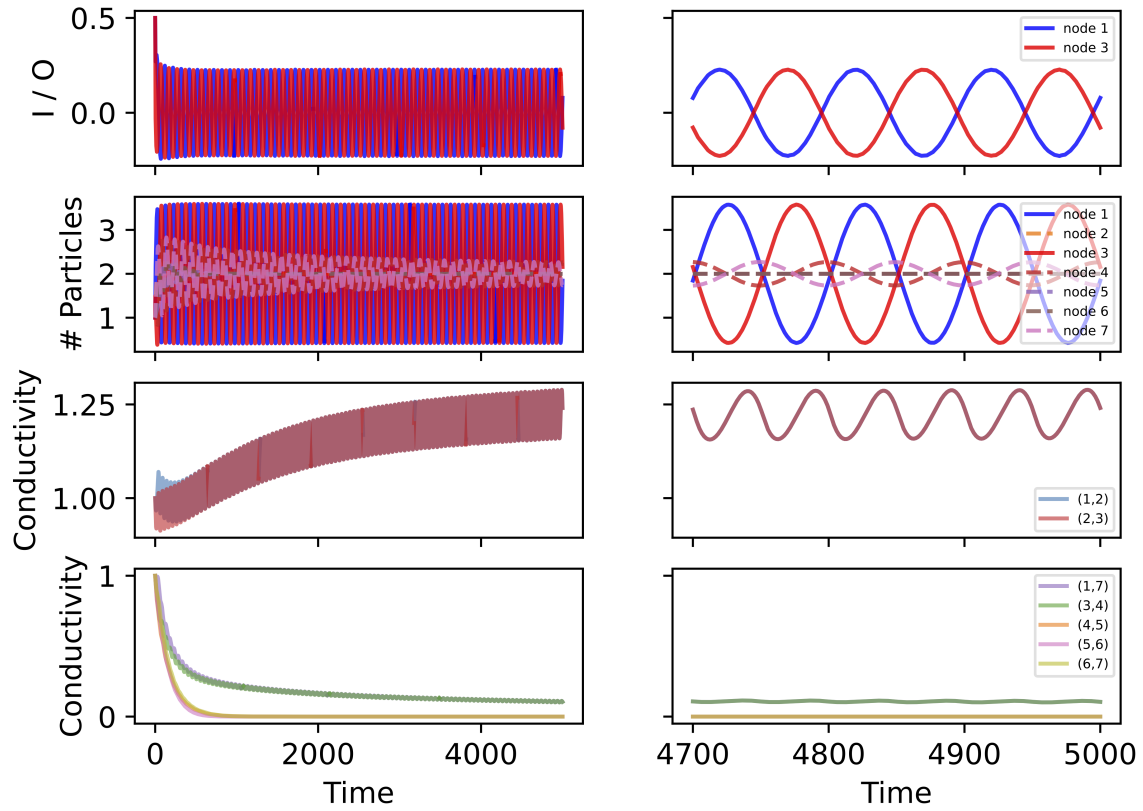 I / O
0.5
0.0
node 1
node 3
# Particles
3
2
1
node 1
node 2
node 3
node 4
node 5
node 6
node 7
Conductivity
1.25
1.00
(1,2)
(2,3)
Conductivity
1
0
(1,7)
(3,4)
(4,5)
(5,6)
(6,7)
0 2000 4000
4700 4800 4900 5000
Time Time